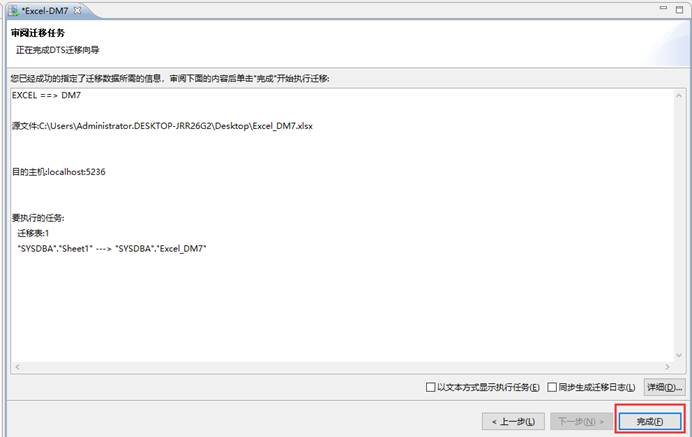 *Excel-DM7
审阅迁移任务
正在完成DTS迁移向导
您已经成功的指定了迁移数据所需的信息，审阅下面的内容后单击"完成"开始执行迁移:
EXCEL ==> DM7
源文件:C:\Users\Administrator.DESKTOP-JRR26G2\Desktop\Excel_DM7.xlsx
目的主机:localhost:5236
要执行的任务:
迁移表:1
"SYSDBA"."Sheet1" ---> "SYSDBA"."Excel_DM7"
以文本方式显示执行任务(E) 同步生成迁移日志(L) 详细(D)...
< 上一步(L) 下一步(N) > 完成(F)